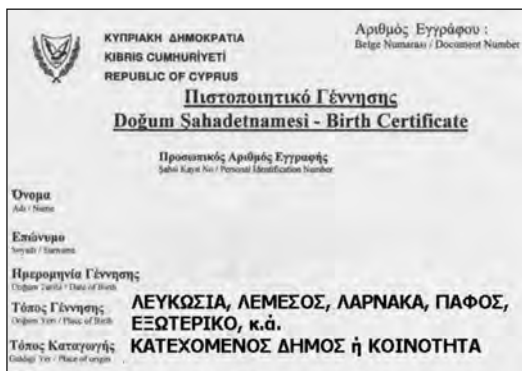 ΚΥΠΡΙΑΚΗ ΔΗΜΟΚΡΑΤΙΑ
KIBRIS CUMHURİYETİ
REPUBLIC OF CYPRUS
Αριθμός Εγγράφου :
Belge Numarası / Document Number
Πιστοποιητικό Γέννησης
Doğum Şahadetnamesi - Birth Certificate
Προσωπικός Αριθμός Εγγραφής
Şahsi Kayıt No / Personal Identification Number
Όνομα
Adı / Name
Επώνυμο
Soyadı / Surname
Ημερομηνία Γέννησης
Doğum Tarihi / Date of Birth
Τόπος Γέννησης
Doğum Yeri / Place of Birth
ΛΕΥΚΩΣΙΑ, ΛΕΜΕΣΟΣ, ΛΑΡΝΑΚΑ, ΠΑΦΟΣ,
ΕΞΩΤΕΡΙΚΟ, κ.ά.
Τόπος Καταγωγής
Geldiği Yer / Place of origin
ΚΑΤΕΧΟΜΕΝΟΣ ΔΗΜΟΣ ή ΚΟΙΝΟΤΗΤΑ